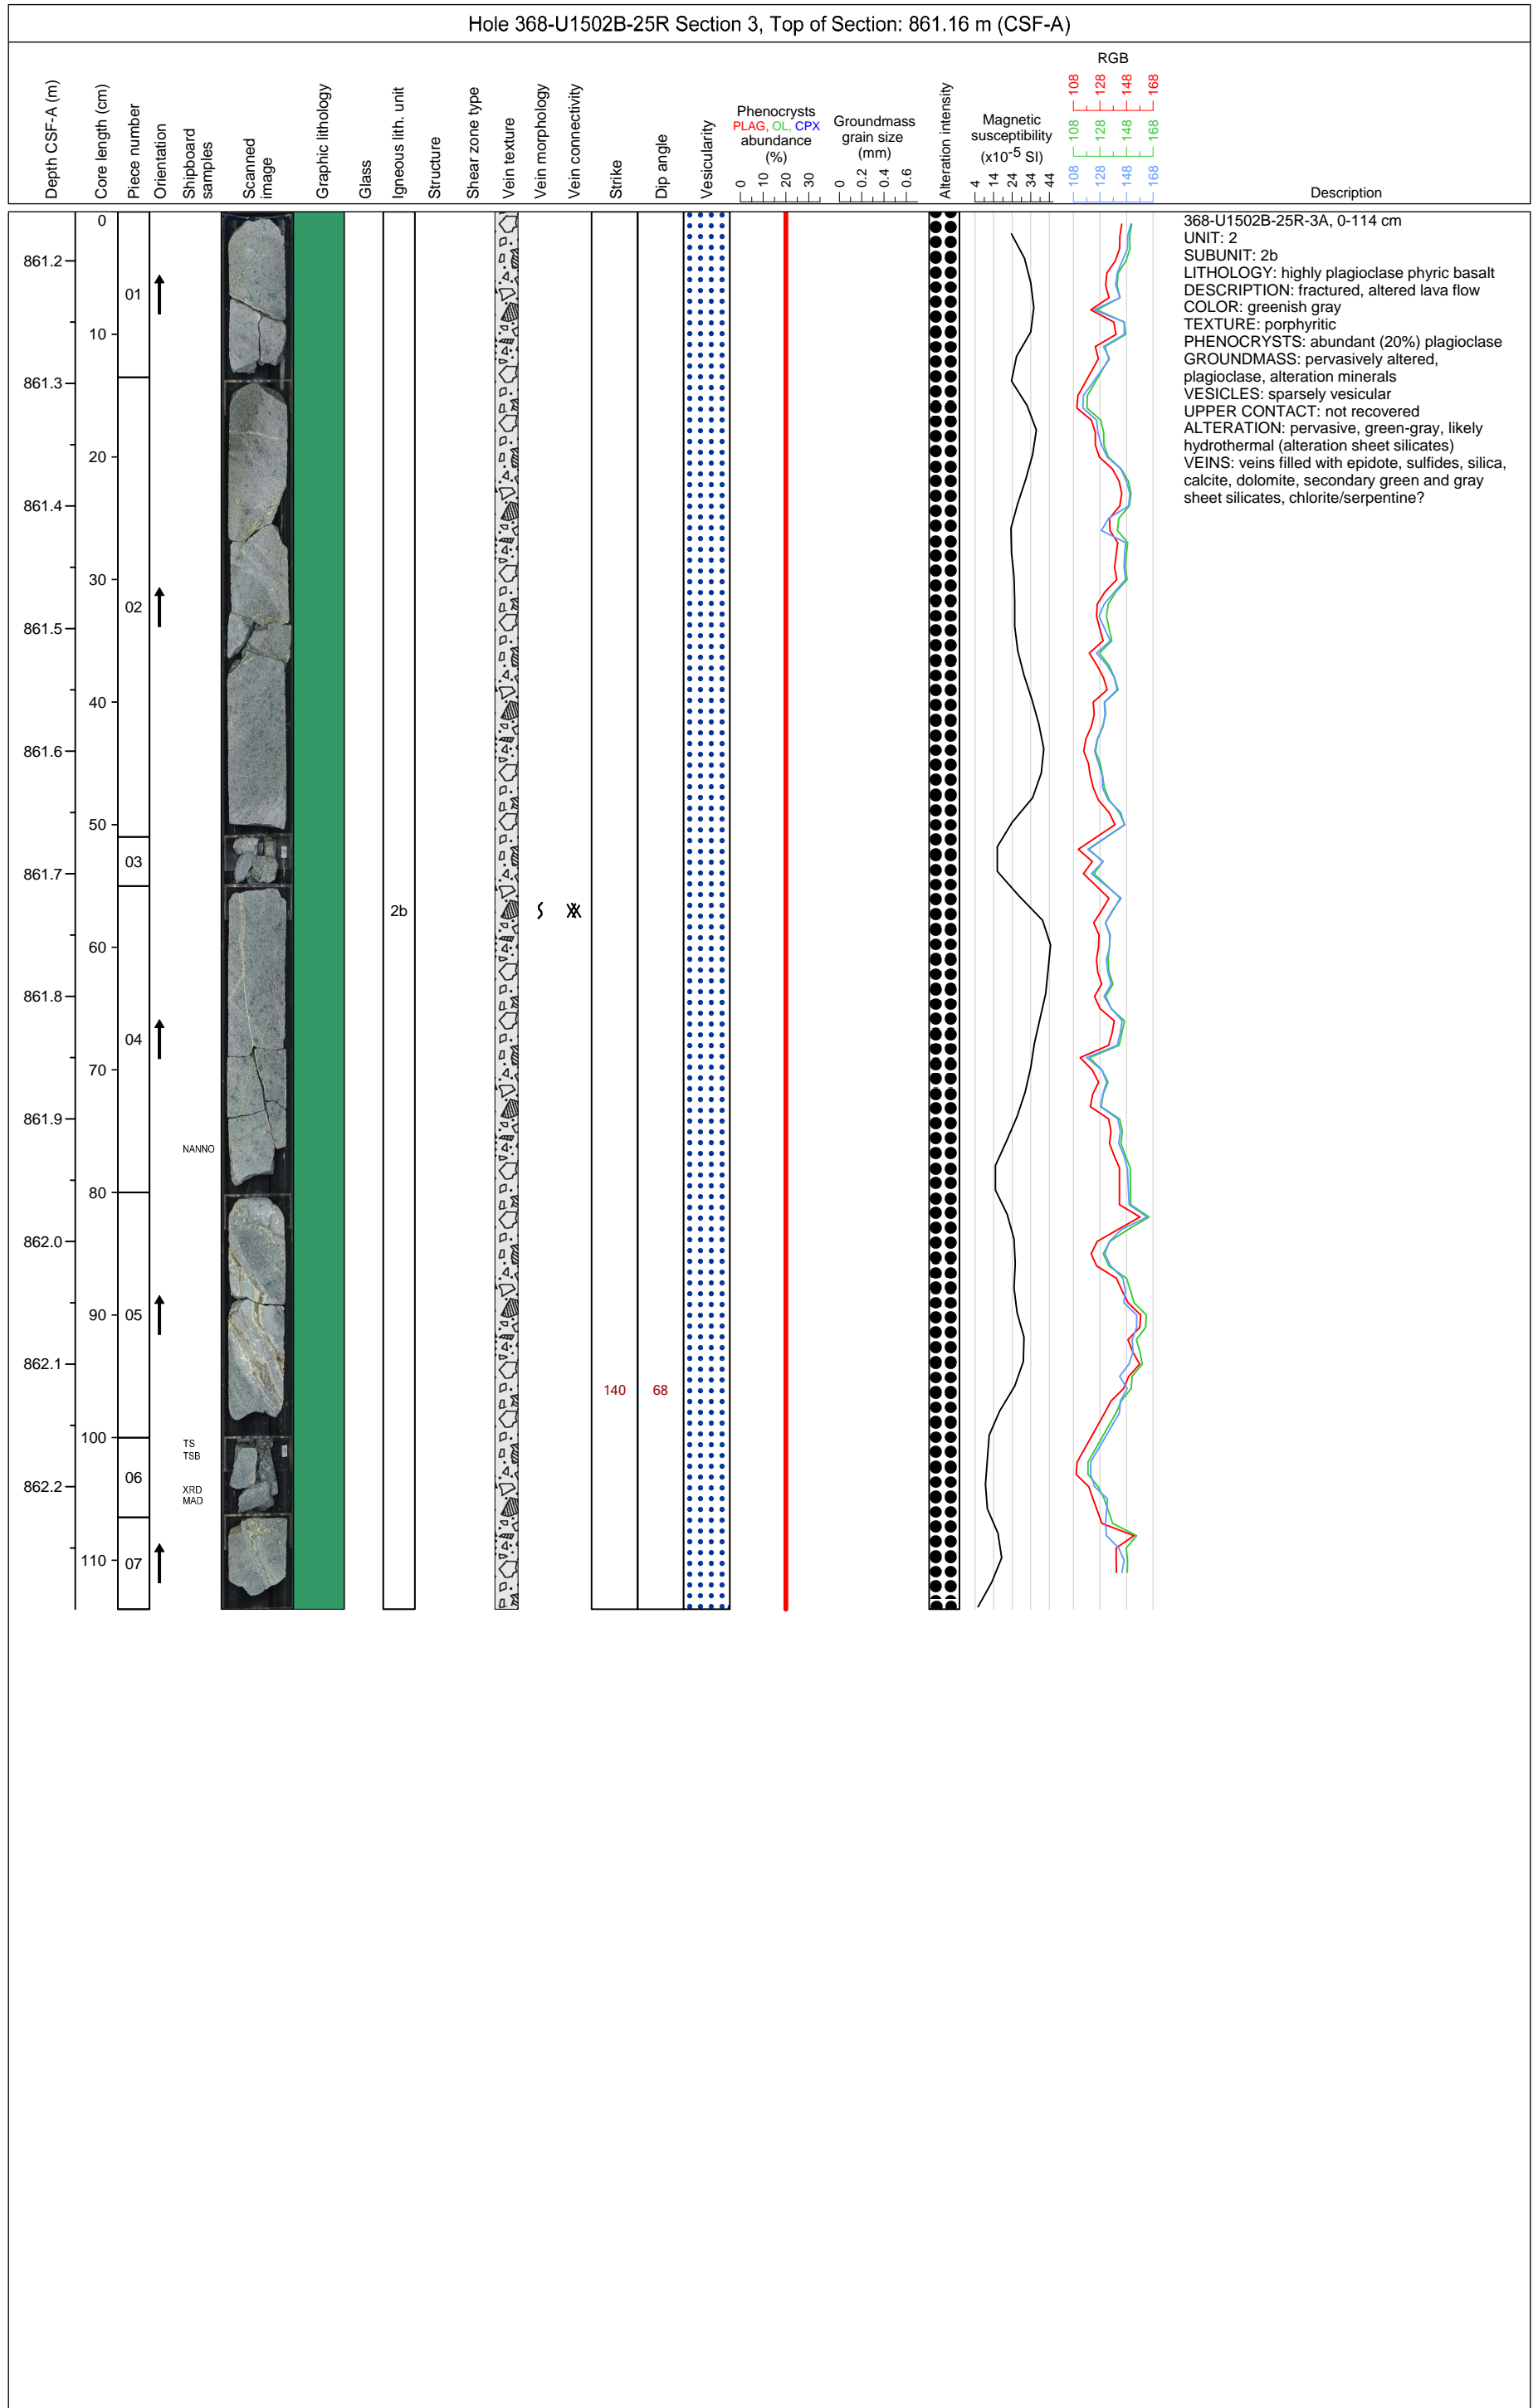 Hole 368-U1502B-25R Section 3, Top of Section: 861.16 m (CSF-A)
Depth CSF-A (m)
Core length (cm)
Piece number
Orientation
Shipboard
samples
Scanned
image
Graphic lithology
Glass
Igneous lith. unit
Structure
Shear zone type
Vein texture
Vein morphology
Vein connectivity
Strike
Dip angle
Vesicularity
Phenocrysts
PLAG, OL, CPX
abundance
(%)
0 10 20 30
Groundmass
grain size
(mm)
0 0.2 0.4 0.6
Alteration intensity
Magnetic
susceptibility
(x10-5 SI)
4 14 24 34 44
RGB
108 128 148 168
108 128 148 168
108 128 148 168
Description
861.2
861.3
861.4
861.5
861.6
861.7
861.8
861.9
862.0
862.1
862.2
0
10
20
30
40
50
60
70
80
90
100
110
01
02
03
04
05
06
07
NANNO
TS
TSB
XRD
MAD
2b
140
68
368-U1502B-25R-3A, 0-114 cm
UNIT: 2
SUBUNIT: 2b
LITHOLOGY: highly plagioclase phyric basalt
DESCRIPTION: fractured, altered lava flow
COLOR: greenish gray
TEXTURE: porphyritic
PHENOCRYSTS: abundant (20%) plagioclase
GROUNDMASS: pervasively altered,
plagioclase, alteration minerals
VESICLES: sparsely vesicular
UPPER CONTACT: not recovered
ALTERATION: pervasive, green-gray, likely
hydrothermal (alteration sheet silicates)
VEINS: veins filled with epidote, sulfides, silica,
calcite, dolomite, secondary green and gray
sheet silicates, chlorite/serpentine?